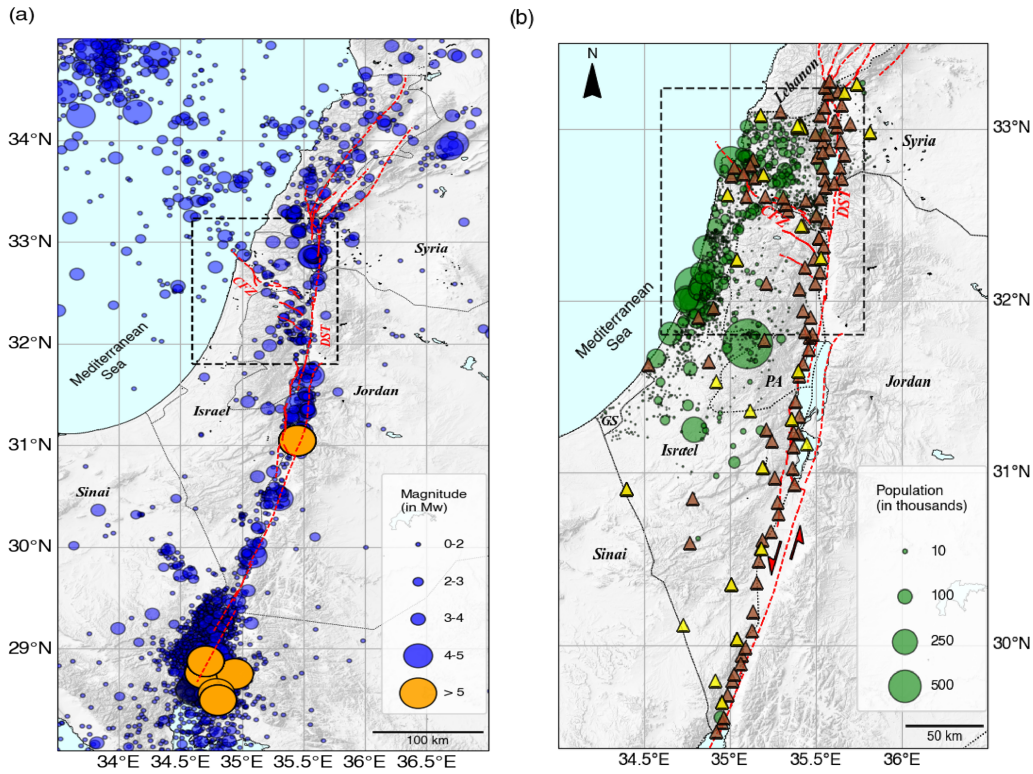 (a)
34°N
33°N
32°N
31°N
30°N
29°N
34°E
34.5°E
35°E
35.5°E
36°E
36.5°E
Syria
CFZ
DST
Mediterranean
Sea
Jordan
Israel
Sinai
Magnitude
(in Mw)
0-2
2-3
3-4
4-5
> 5
100 km
(b)
N
Lebanon
Syria
CFZ
DST
Mediterranean
Sea
PA
Jordan
GS
Israel
Sinai
Population
(in thousands)
10
100
250
500
50 km
33°N
32°N
31°N
30°N
34.5°E
35°E
35.5°E
36°E